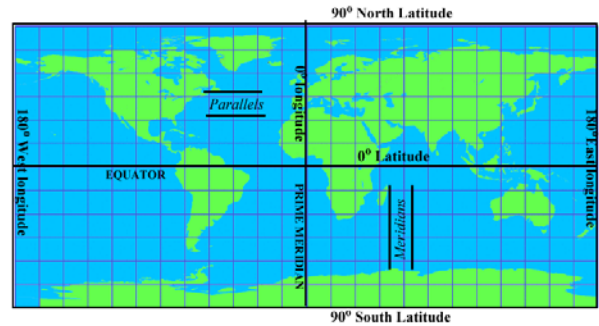 90° North Latitude
0° longitude
Parallels
180° West longitude
180° East longitude
0° Latitude
EQUATOR
PRIME MERIDIAN
Meridians
90° South Latitude